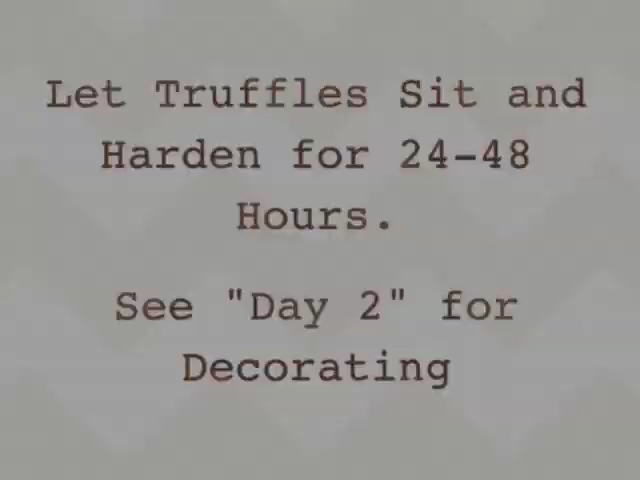 Let Truffles Sit and
Harden for 24-48
Hours.
See "Day 2" for
Decorating